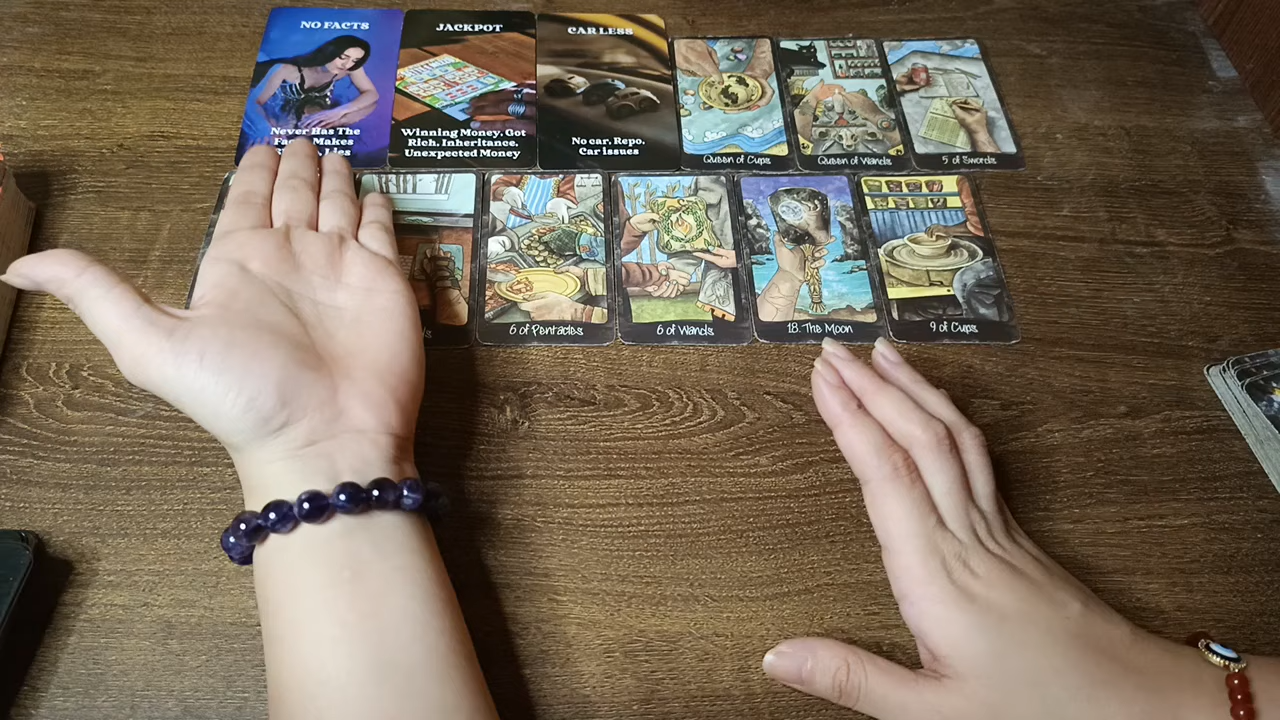 NO FACTS
Never Has The
Makes
Lies
JACKPOT
Winning Money, Got
Rich, Inheritance,
Unexpected Money
CARLESS
No car, Repo,
Car issues
Queen of Cups
Queen of Wands
5 of Swords
6 of Pentacles
6 of Wands
18. The Moon
9 of Cups